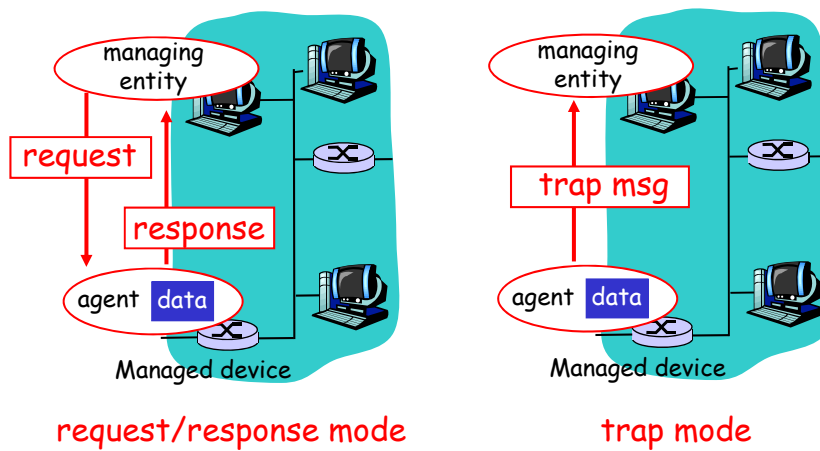 managing
entity
request
response
agent data
Managed device
request/response mode
managing
entity
trap msg
agent data
Managed device
trap mode